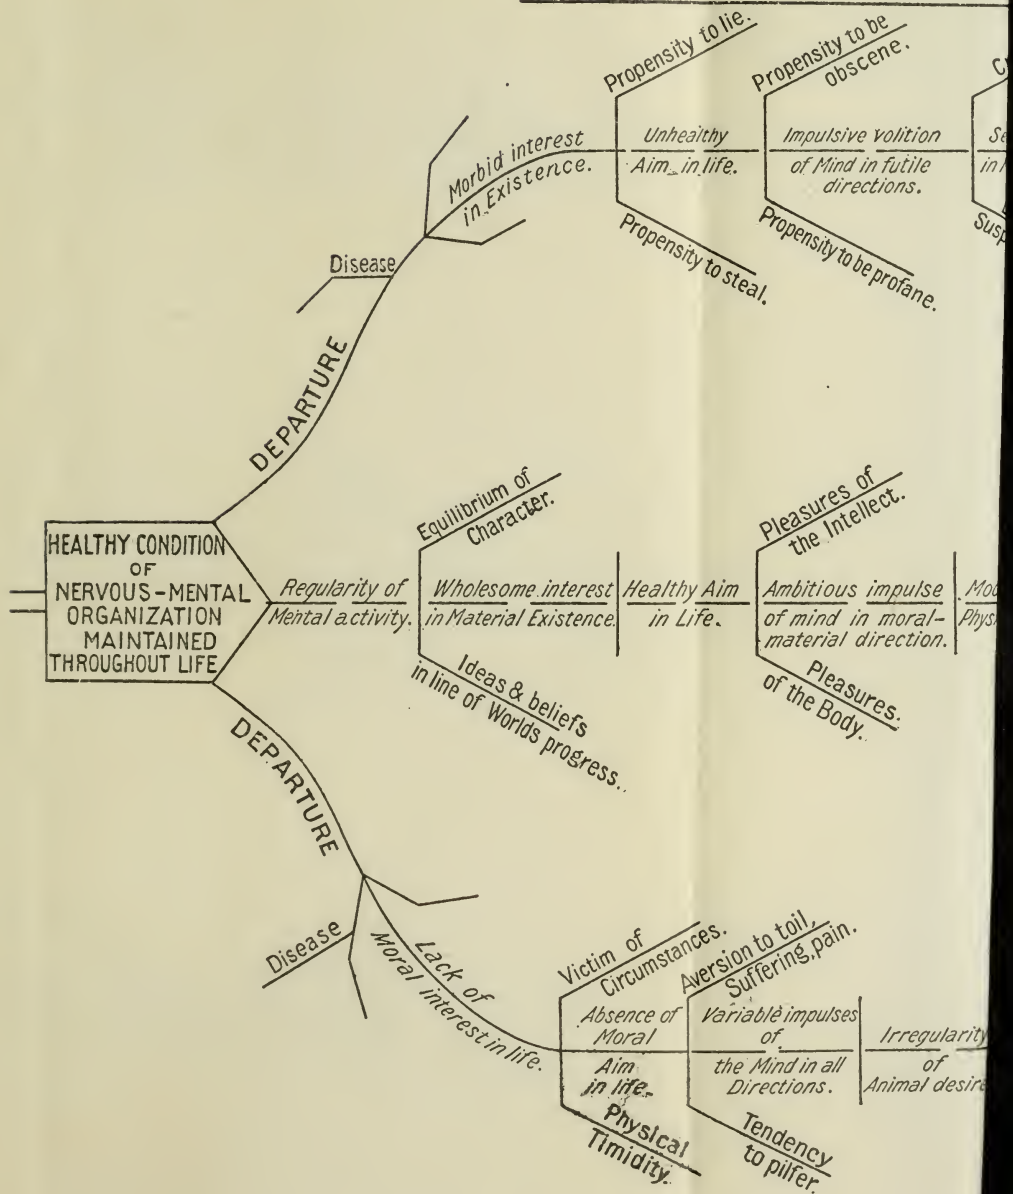 Propensity to lie.
Propensity to be
obscene.
Morbid interest
in Existence.
Unhealthy
Aim in life.
Impulsive volition
of Mind in futile
directions.
Propensity to steal.
Propensity to be profane.
Disease
DEPARTURE
HEALTHY CONDITION
OF
NERVOUS-MENTAL
ORGANIZATION
MAINTAINED
THROUGHOUT LIFE
Regularity of
Mental activity.
Equilibrium of
Character.
Wholesome interest
in Material Existence.
Ideas & beliefs
in line of Worlds progress.
Healthy Aim
in Life.
Pleasures of
the Intellect.
Ambitious impulse
of mind in moral-
material direction.
Pleasures.
of the Body.
DEPARTURE
Disease
Lack of
Moral interest in life.
Victim of
Circumstances.
Absence of
Moral
Aim
in life.
Physical
Timidity.
Aversion to toil,
Suffering, pain.
Variable impulses
of
the Mind in all
Directions.
Tendency
to pilfer.
Irregularity
of
Animal